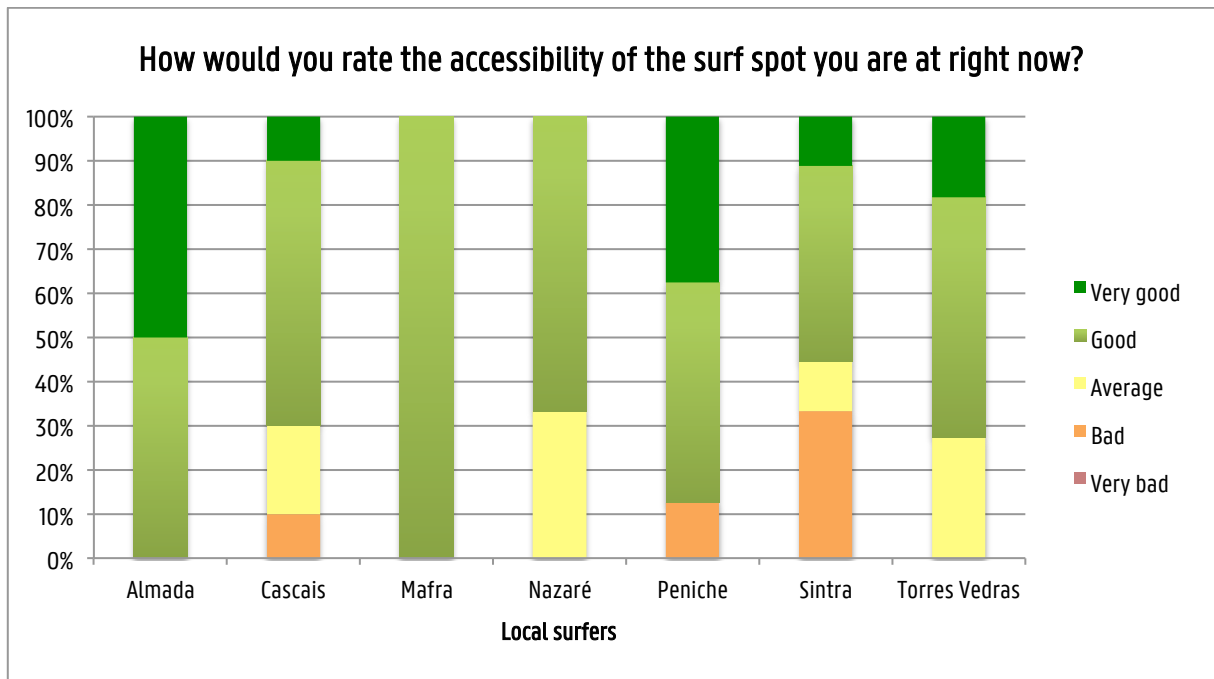 How would you rate the accessibility of the surf spot you are at right now?
100%
90%
80%
70%
60%
50%
40%
30%
20%
10%
0%
Almada Cascais Mafra Nazaré Peniche Sintra Torres Vedras
Local surfers
Very good
Good
Average
Bad
Very bad